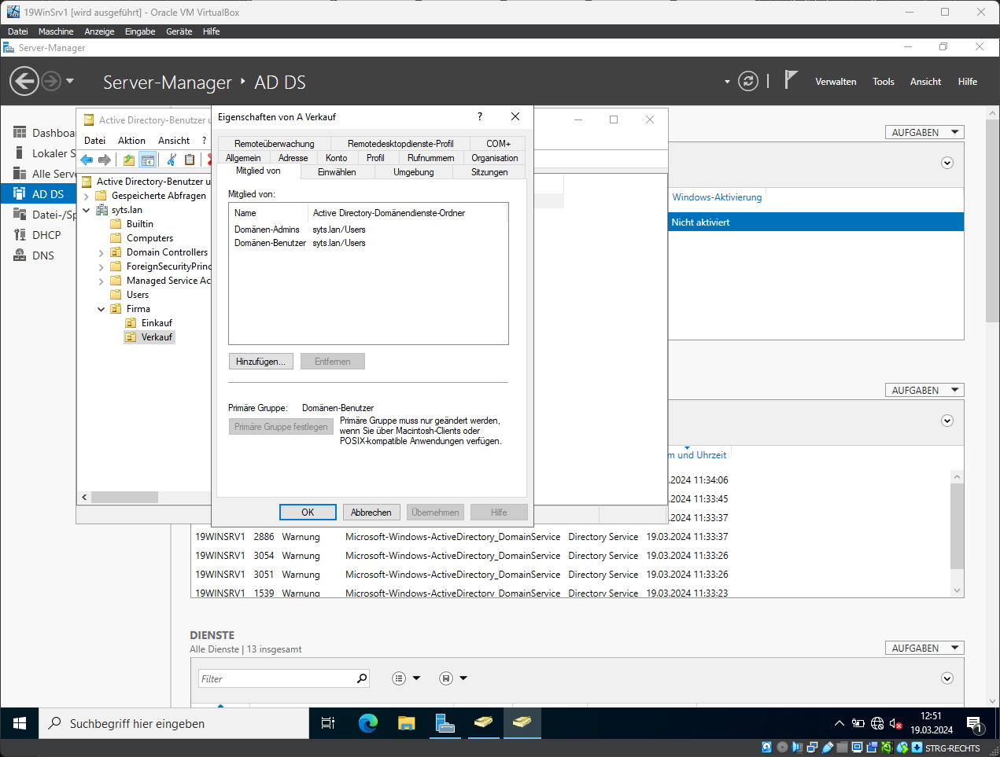 19WinSrv1 [wird ausgeführt] - Oracle VM VirtualBox
Datei Maschine Anzeige Eingabe Geräte Hilfe
Server-Manager
Server-Manager AD DS
Verwalten Tools Ansicht Hilfe
Lokaler S
Alle Serve
AD DS
Datei-/Sp
DHCP
DNS
Active Directory-Benutzer u
Datei Aktion Ansicht ?
Active Directory-Benutzer u
Gespeicherte Abfragen
syts.lan
Builtin
Computers
Domain Controllers
ForeignSecurityPrinc
Managed Service Ac
Users
Firma
Einkauf
Verkauf
Eigenschaften von A Verkauf
?
Remoteüberwachung Remotedesktopdienste-Profil COM+
Allgemein Adresse Konto Profil Rufnummern Organisation
Mitglied von Einwählen Umgebung Sitzungen
Mitglied von:
Name Active Directory-Domänendienste-Ordner
Domänen-Admins syts.lan/Users
Domänen-Benutzer syts.lan/Users
Hinzufügen... Entfernen
Primäre Gruppe: Domänen-Benutzer
Primäre Gruppe festlegen
Primäre Gruppe muss nur geändert werden,
wenn Sie über Macintosh-Clients oder
POSIX-kompatible Anwendungen verfügen.
OK Abbrechen Übernehmen Hilfe
AUFGABEN
Windows-Aktivierung
Nicht aktiviert
AUFGABEN
m und Uhrzeit
.2024 11:34:06
.2024 11:33:45
.2024 11:33:37
19WINSRV1 2886 Warnung Microsoft-Windows-ActiveDirectory_DomainService Directory Service 19.03.2024 11:33:37
19WINSRV1 3054 Warnung Microsoft-Windows-ActiveDirectory_DomainService Directory Service 19.03.2024 11:33:26
19WINSRV1 3051 Warnung Microsoft-Windows-ActiveDirectory_DomainService Directory Service 19.03.2024 11:33:26
19WINSRV1 1539 Warnung Microsoft-Windows-ActiveDirectory_DomainService Directory Service 19.03.2024 11:33:23
DIENSTE
Alle Dienste | 13 insgesamt
AUFGABEN
Filter
Suchbegriff hier eingeben
12:51
19.03.2024
1
STRG-RECHTS